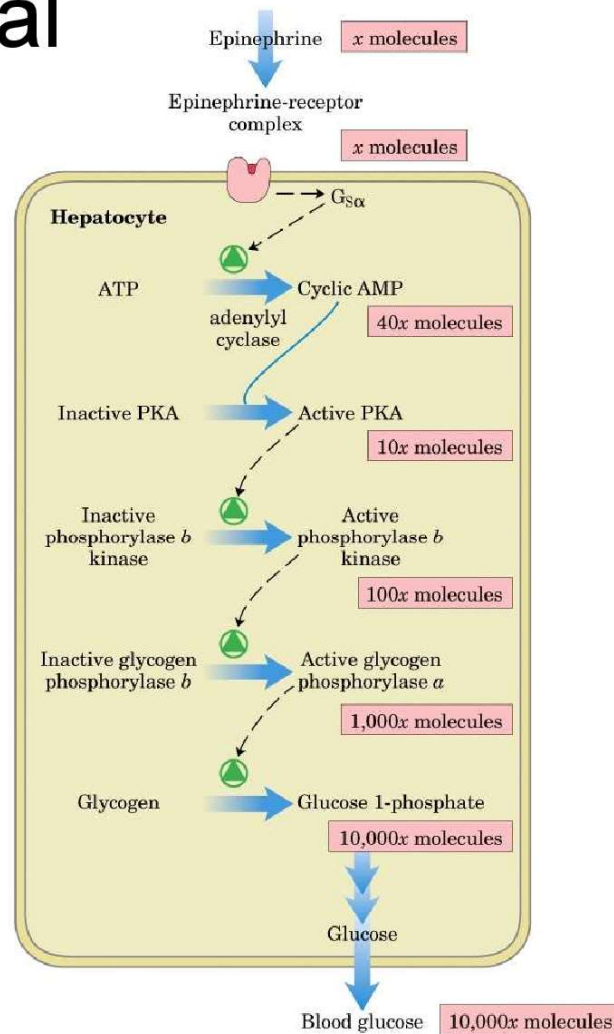 al
Epinephrine
x molecules
Epinephrine-receptor
complex
x molecules
GSα
Hepatocyte
ATP
Cyclic AMP
adenylyl
cyclase
40x molecules
Inactive PKA
Active PKA
10x molecules
Inactive
phosphorylase b
kinase
Active
phosphorylase b
kinase
100x molecules
Inactive glycogen
phosphorylase b
Active glycogen
phosphorylase a
1,000x molecules
Glycogen
Glucose 1-phosphate
10,000x molecules
Glucose
Blood glucose
10,000x molecules